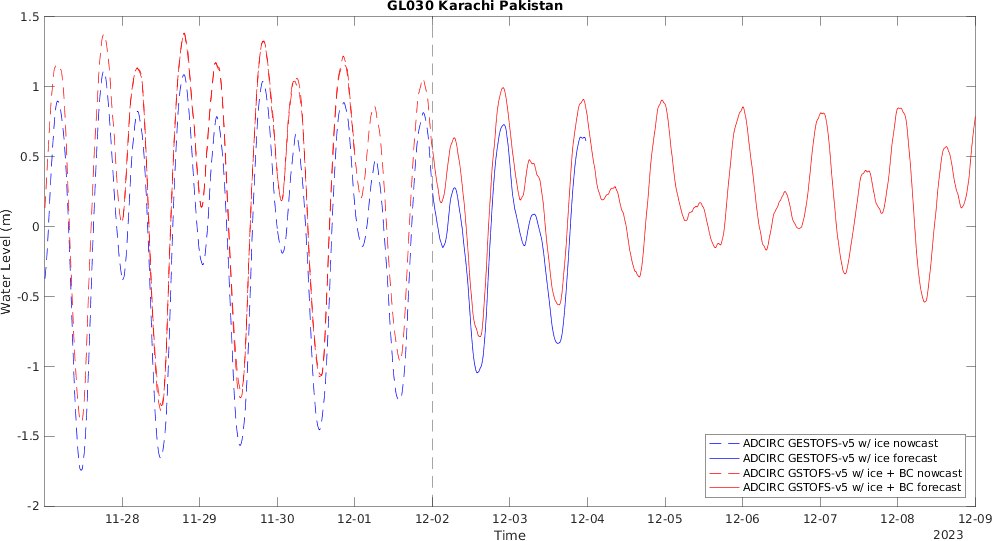 GL030 Karachi Pakistan
1.5
1
0.5
0
-0.5
-1
-1.5
-2
Water Level (m)
ADCIRC GESTOFS-v5 w/ ice nowcast
ADCIRC GESTOFS-v5 w/ ice forecast
ADCIRC GSTOFS-v5 w/ ice + BC nowcast
ADCIRC GSTOFS-v5 w/ ice + BC forecast
11-28 11-29 11-30 12-01 12-02 12-03 12-04 12-05 12-06 12-07 12-08 12-09
Time
2023